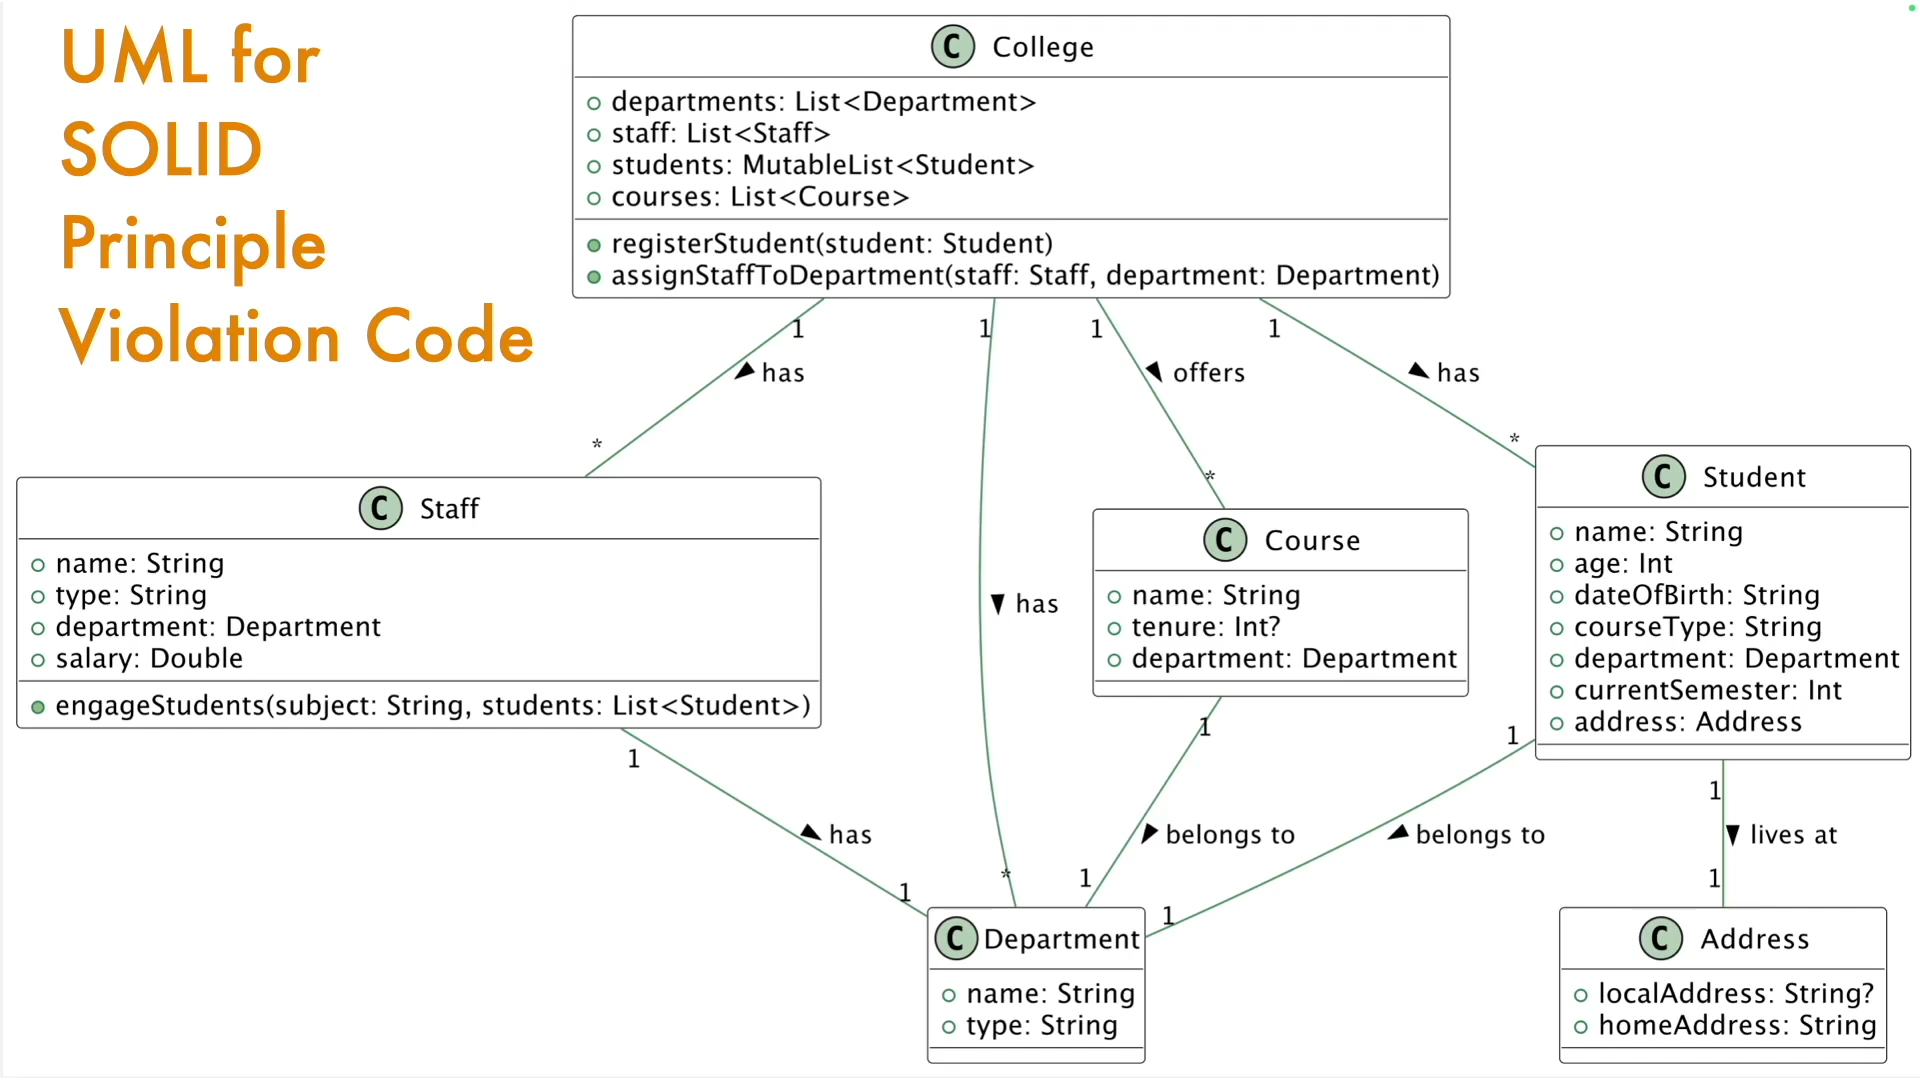 UML for
SOLID
Principle
Violation Code
C College
departments: List<Department>
staff: List<Staff>
students: MutableList<Student>
courses: List<Course>
registerStudent(student: Student)
assignStaffToDepartment(staff: Staff, department: Department)
1 1 1 1
has offers has
* * *
*
C Staff
name: String
type: String
department: Department
salary: Double
engageStudents(subject: String, students: List<Student>)
has
C Course
name: String
tenure: Int?
department: Department
C Student
name: String
age: Int
dateOfBirth: String
courseType: String
department: Department
currentSemester: Int
address: Address
1 1 1 1
has belongs to belongs to lives at
1 1 1 1
C Department
name: String
type: String
C Address
localAddress: String?
homeAddress: String